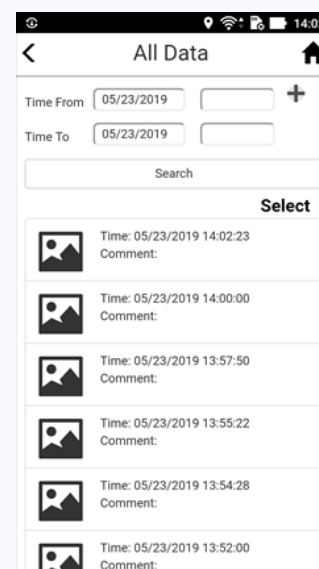 14:0
All Data
Time From 05/23/2019
Time To 05/23/2019
Search
Select
Time: 05/23/2019 14:02:23
Comment:
Time: 05/23/2019 14:00:00
Comment:
Time: 05/23/2019 13:57:50
Comment:
Time: 05/23/2019 13:55:22
Comment:
Time: 05/23/2019 13:54:28
Comment:
Time: 05/23/2019 13:52:00
Comment: